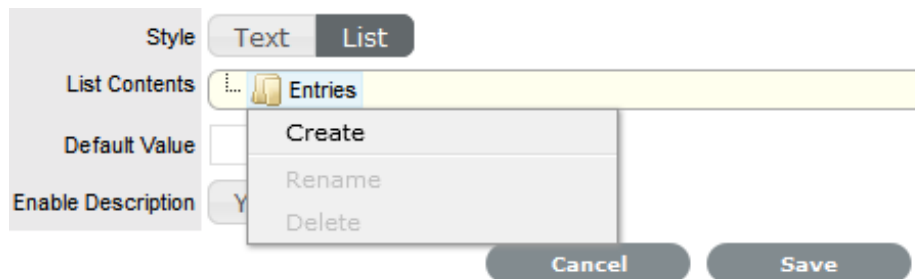 Style Text List
List Contents Entries
Create
Default Value
Rename
Enable Description Y
Delete
Cancel Save